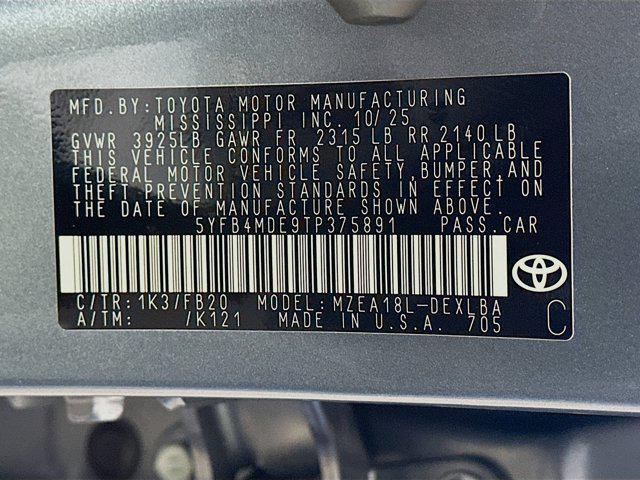 MFD.BY:TOYOTA MOTOR MANUFACTURING
MISSISSIPPI INC. 10/25
GVWR 3925LB GAWR FR 2315 LB RR 2140 LB
THIS VEHICLE CONFORMS TO ALL APPLICABLE
FEDERAL MOTOR VEHICLE SAFETY,BUMPER,AND
THEFT PREVENTION STANDARDS IN EFFECT ON
THE DATE OF MANUFACTURE SHOWN ABOVE.
5YFB4MDE9TP375891 PASS.CAR
C/TR:1K3/FB20 MODEL:MZEA18L-DEXLBA
A/TM: /K121 MADE IN U.S.A. 705 C